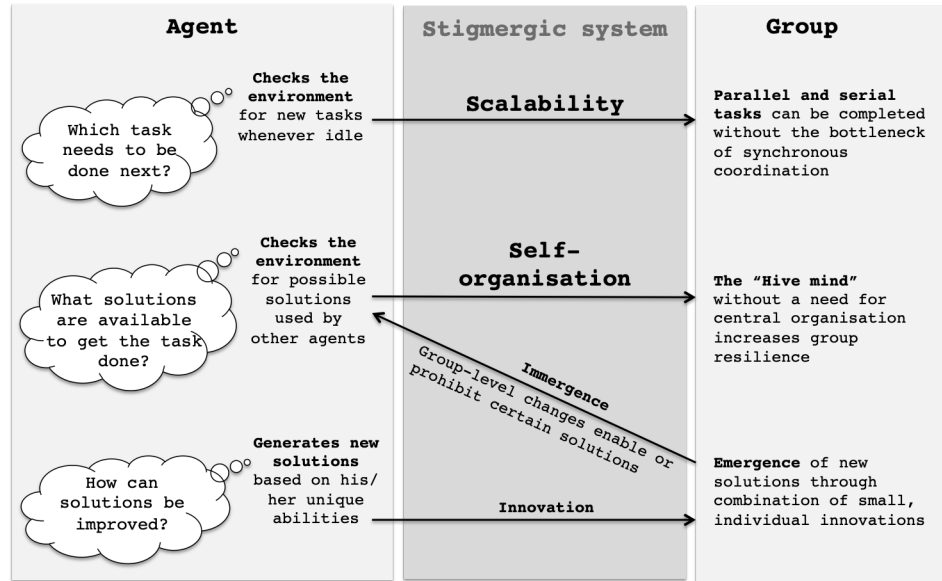 Agent
Stigmergic system
Group
Which task
needs to be
done next?
Checks the
environment
for new tasks
whenever idle
Scalability
Parallel and serial
tasks can be completed
without the bottleneck
of synchronous
coordination
What solutions
are available
to get the task
done?
Checks the
environment
for possible
solutions
used by
other agents
Self-
organisation
The “Hive mind”
without a need for
central organisation
increases group
resilience
Immergence
Group-level changes enable or
prohibit certain solutions
How can
solutions be
improved?
Generates new
solutions
based on his/
her unique
abilities
Innovation
Emergence of new
solutions through
combination of small,
individual innovations